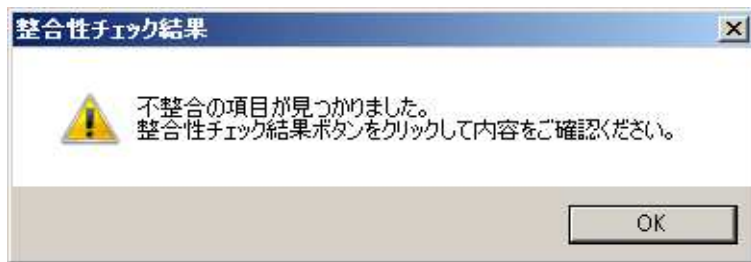 整合性チェック結果
不整合の項目が見つかりました。
整合性チェック結果ボタンをクリックして内容をご確認ください。
OK